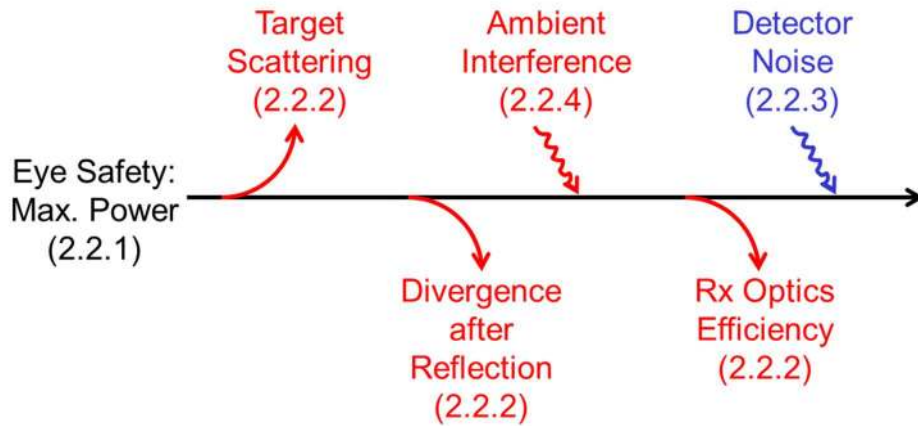 Target
Scattering
(2.2.2)
Ambient
Interference
(2.2.4)
Detector
Noise
(2.2.3)
Eye Safety:
Max. Power
(2.2.1)
Divergence
after
Reflection
(2.2.2)
Rx Optics
Efficiency
(2.2.2)